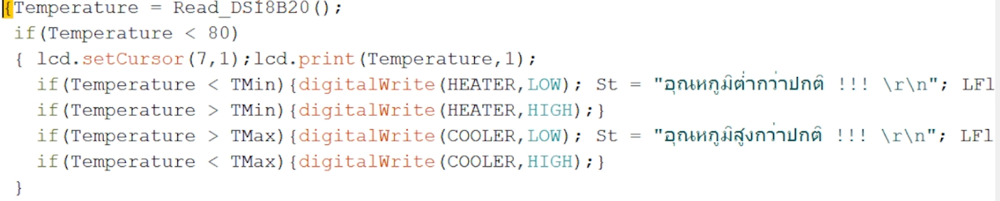 {Temperature = Read_DS18B20();
if(Temperature < 80)
{ lcd.setCursor(7,1);lcd.print(Temperature,1);
if(Temperature < TMin){digitalWrite(HEATER,LOW); St = "อุณหภูมิต่ำกว่าปกติ !!! \r\n"; LFl
if(Temperature > TMin){digitalWrite(HEATER,HIGH);}
if(Temperature > TMax){digitalWrite(COOLER,LOW); St = "อุณหภูมิสูงกว่าปกติ !!! \r\n"; LFl
if(Temperature < TMax){digitalWrite(COOLER,HIGH);}
}